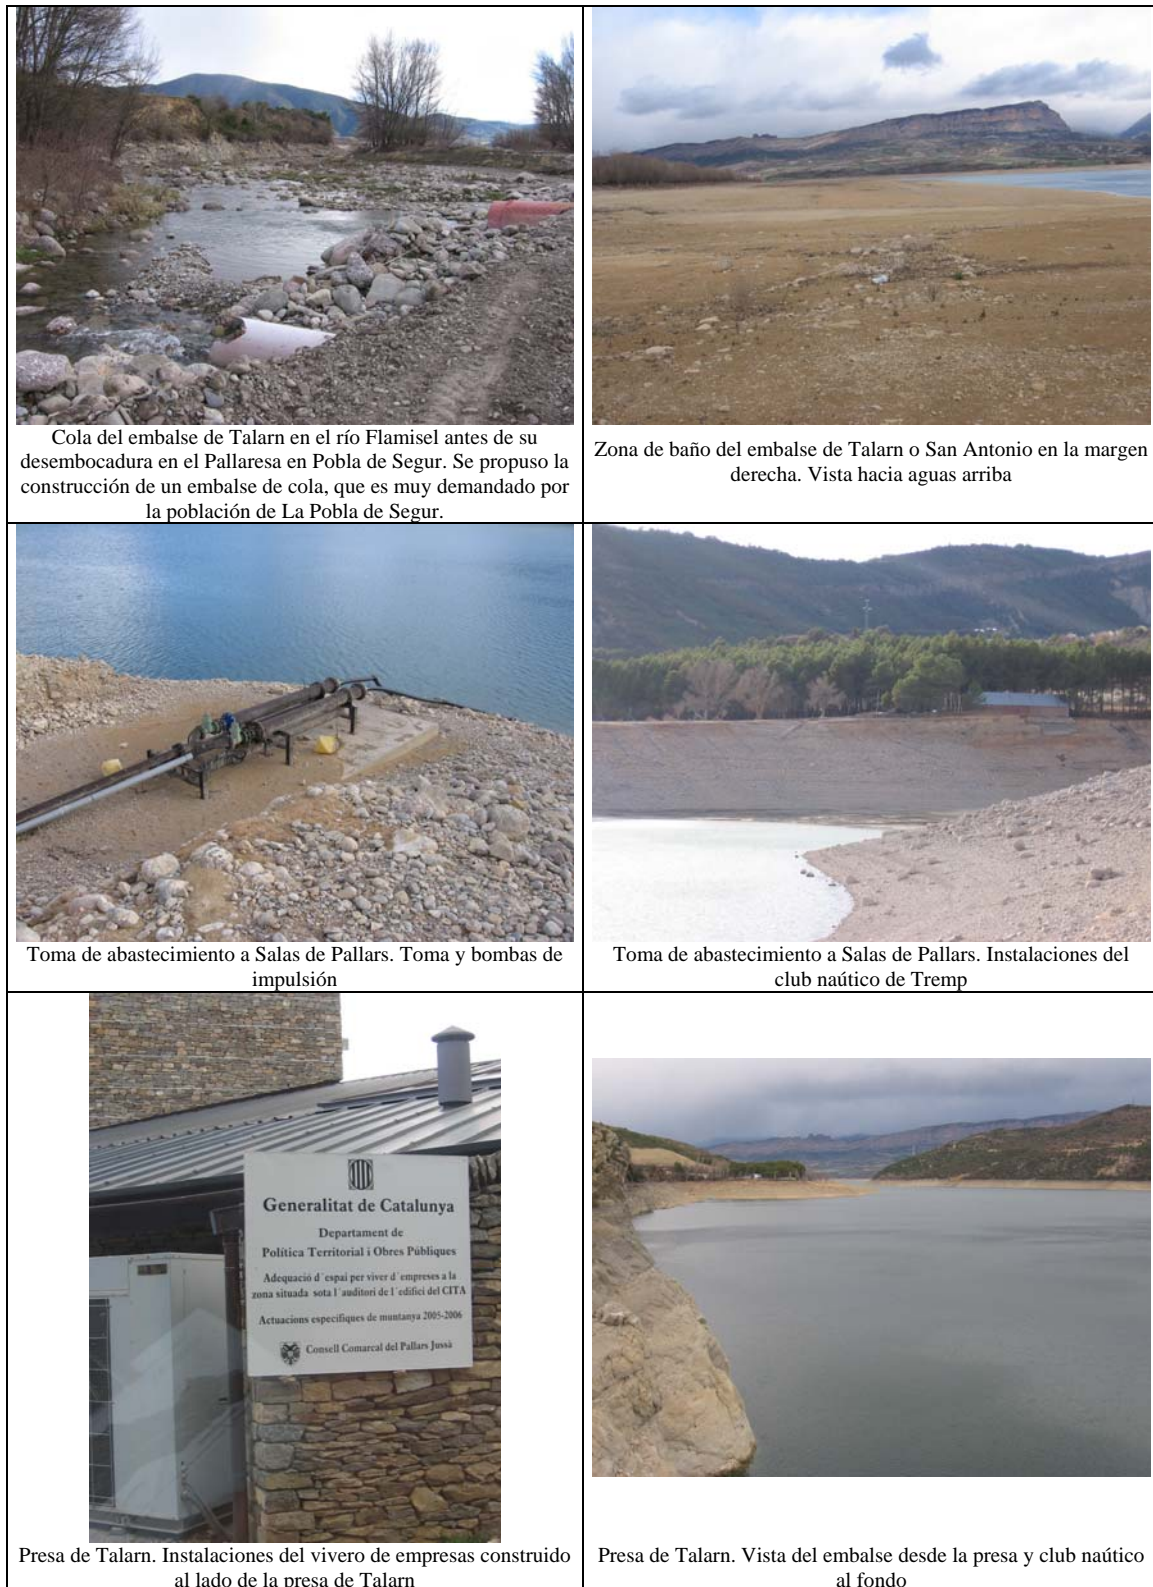 Cola del embalse de Talarn en el río Flamisel antes de su
desembocadura en el Pallaresa en Pobla de Segur. Se propuso la
construcción de un embalse de cola, que es muy demandado por
la población de La Pobla de Segur.
Zona de baño del embalse de Talarn o San Antonio en la margen
derecha. Vista hacia aguas arriba
Toma de abastecimiento a Salas de Pallars. Toma y bombas de
impulsión
Toma de abastecimiento a Salas de Pallars. Instalaciones del
club naútico de Tremp
Generalitat de Catalunya
Departament de
Política Territorial i Obres Públiques
Adequació d´espai per viver d´empreses a la
zona situada sota l´auditori de l´edifici del CITA
Actuacions específiques de muntanya 2005-2006
Consell Comarcal del Pallars Jussà
Presa de Talarn. Instalaciones del vivero de empresas construido
al lado de la presa de Talarn
Presa de Talarn. Vista del embalse desde la presa y club naútico
al fondo